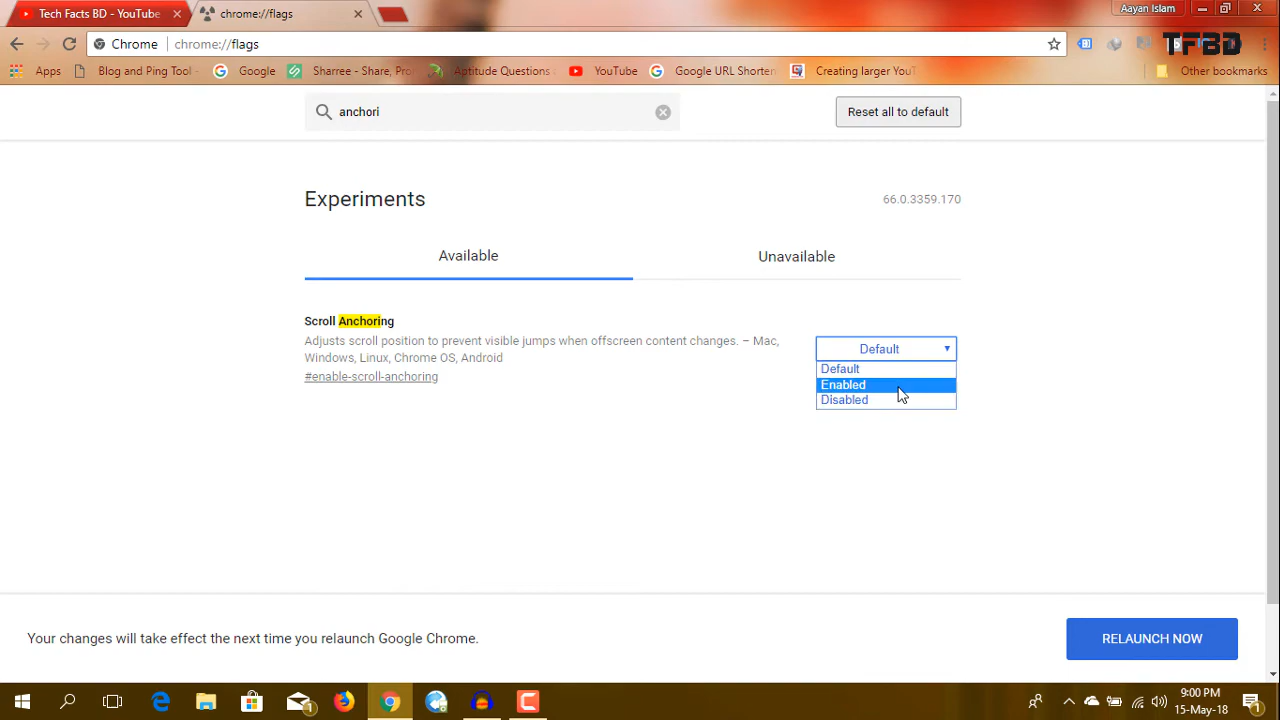 Tech Facts BD - YouTube
chrome://flags
Aayan Islam
Chrome
chrome://flags
TFBD
Apps
Blog and Ping Tool
Google
Sharree - Share, Pro
Aptitude Questions
YouTube
Google URL Shorten
Creating larger YouT
Other bookmarks
anchori
Reset all to default
Experiments
66.0.3359.170
Available
Unavailable
Scroll Anchoring
Adjusts scroll position to prevent visible jumps when offscreen content changes. – Mac,
Windows, Linux, Chrome OS, Android
#enable-scroll-anchoring
Default
Default
Enabled
Disabled
Your changes will take effect the next time you relaunch Google Chrome.
RELAUNCH NOW
1
9:00 PM
15-May-18
1